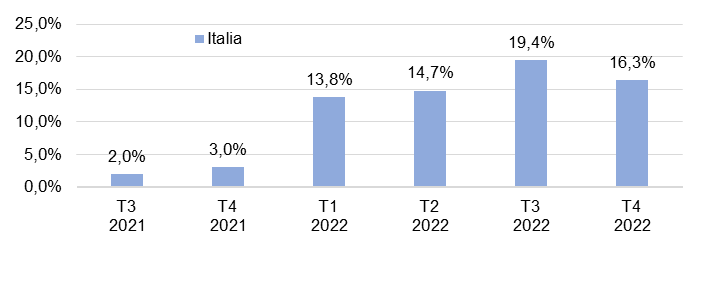 25,0%
20,0%
15,0%
10,0%
5,0%
0,0%
Italia
2,0%
3,0%
13,8%
14,7%
19,4%
16,3%
T3 2021
T4 2021
T1 2022
T2 2022
T3 2022
T4 2022